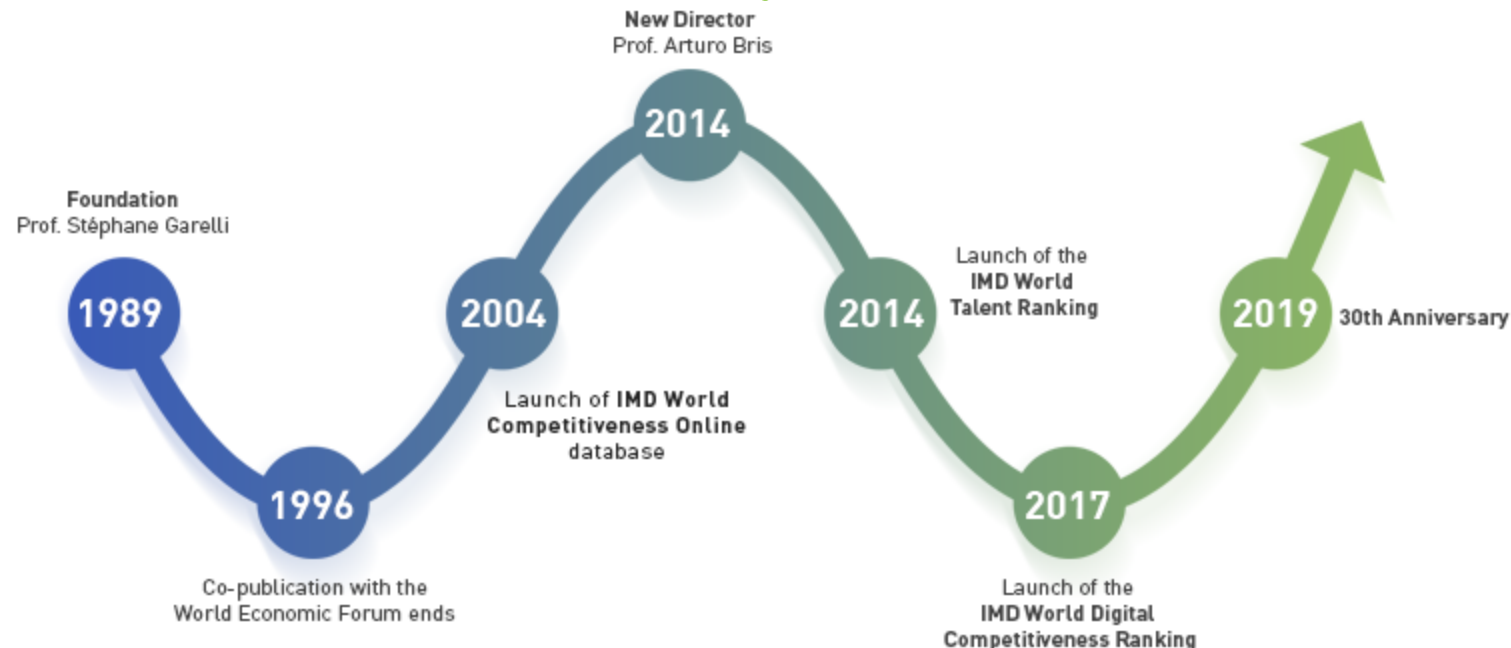 New Director
Prof. Arturo Bris
2014
Foundation
Prof. Stéphane Garelli
1989
2004
Launch of IMD World
Competitiveness Online
database
1996
Co-publication with the
World Economic Forum ends
2014
Launch of the
IMD World
Talent Ranking
2017
Launch of the
IMD World Digital
Competitiveness Ranking
2019
30th Anniversary